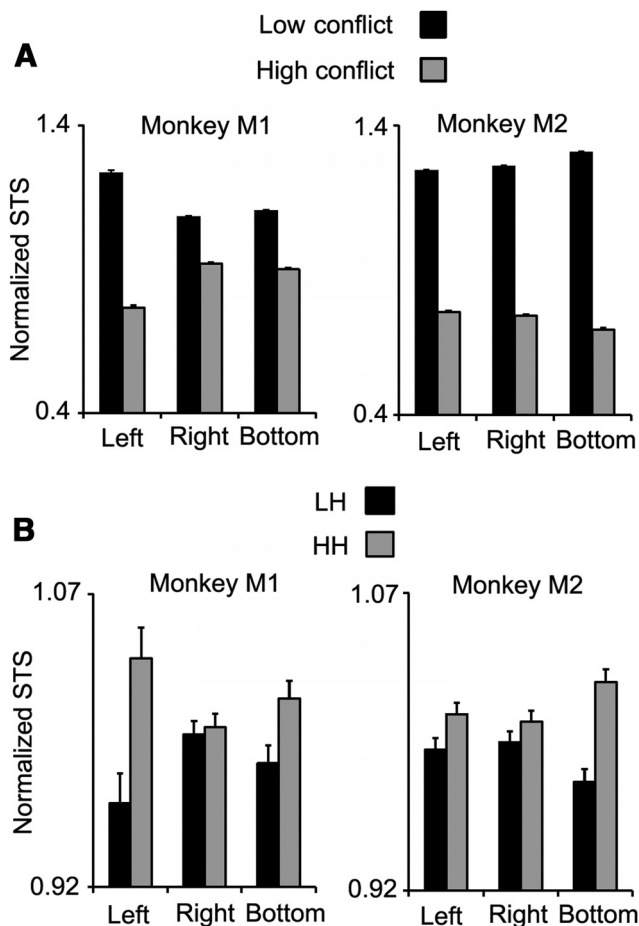 A
Low conflict
High conflict
Monkey M1
Monkey M2
Normalized STS
1.4
0.4
Left Right Bottom
1.4
0.4
Left Right Bottom
B
LH
HH
Monkey M1
Monkey M2
Normalized STS
1.07
0.92
Left Right Bottom
1.07
0.92
Left Right Bottom